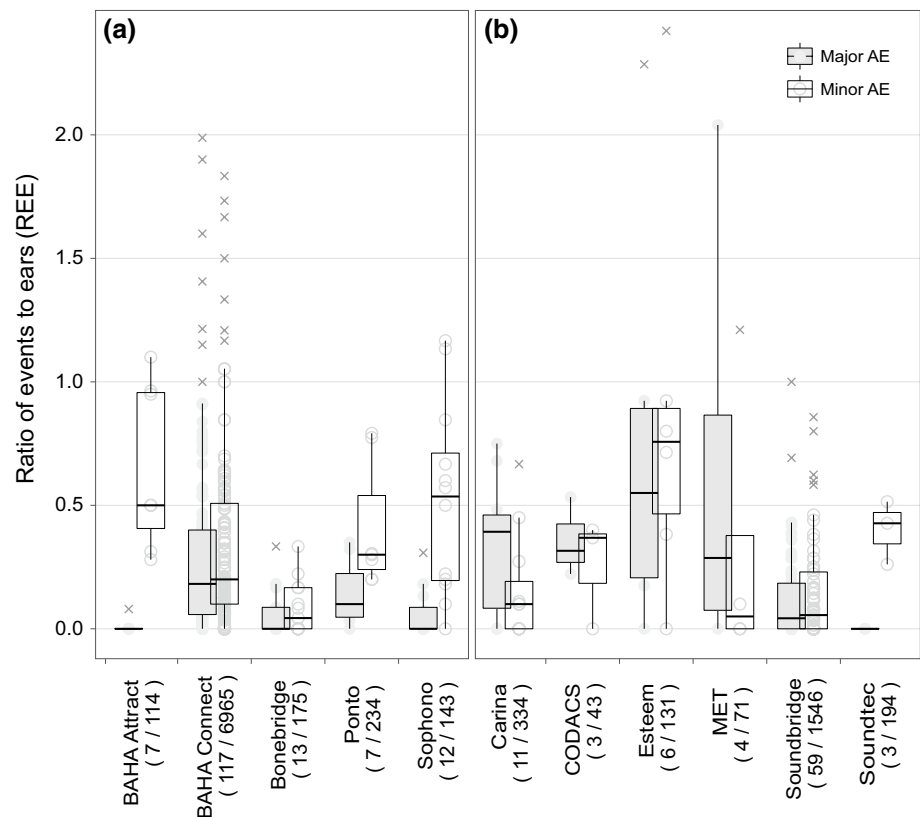 (a)
(b)
Major AE
Minor AE
Ratio of events to ears (REE)
2.0
1.5
1.0
0.5
0.0
BAHA Attract
( 7 / 114 )
BAHA Connect
( 117 / 6965 )
Bonebridge
( 13 / 175 )
Ponto
( 7 / 234 )
Sophono
( 12 / 143 )
Carina
( 11 / 334 )
CODACS
( 3 / 43 )
Esteem
( 6 / 131 )
MET
( 4 / 71 )
Soundbridge
( 59 / 1546 )
Soundtec
( 3 / 194 )